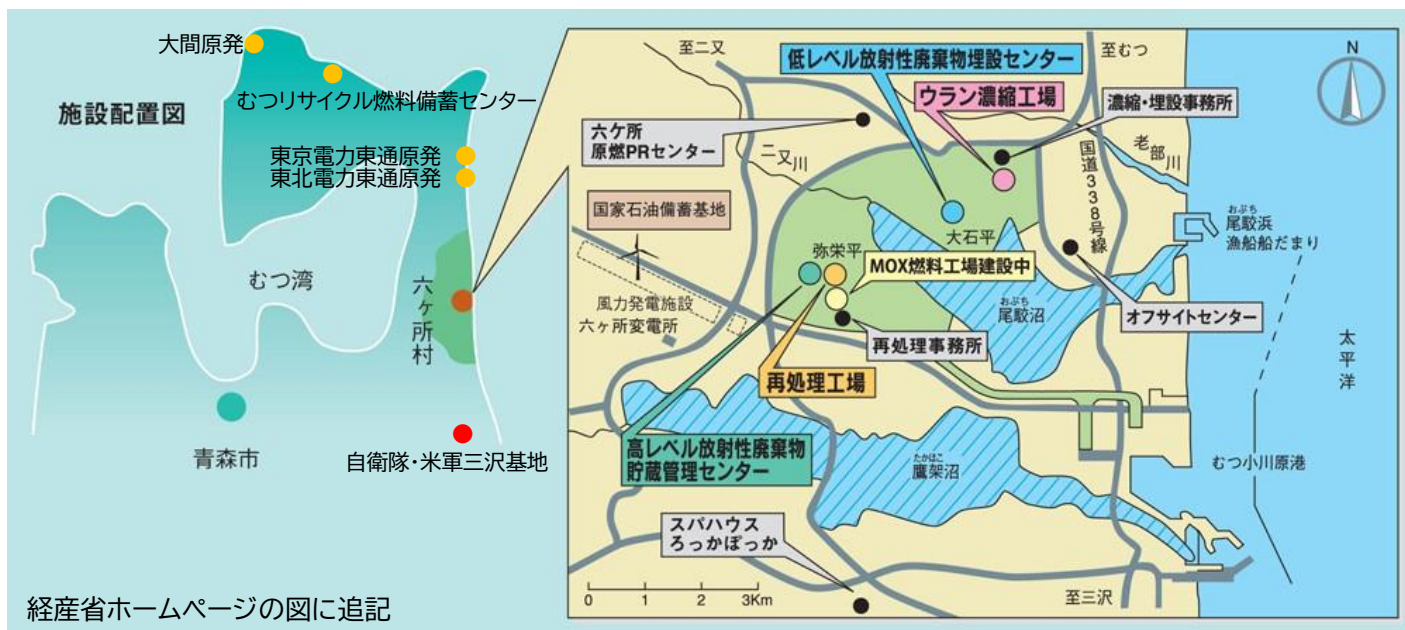 大間原発
むつリサイクル燃料備蓄センター
施設配置図
東京電力東通原発
東北電力東通原発
むつ湾
六ヶ所村
青森市
自衛隊・米軍三沢基地
経産省ホームページの図に追記
至二又
低レベル放射性廃棄物埋設センター
至むつ
N
ウラン濃縮工場
濃縮・埋設事務所
六ケ所
原燃PRセンター
二又川
国道338号線
老部川
国家石油備蓄基地
おぶち
尾駮浜
漁船船だまり
大石平
弥栄平
MOX燃料工場建設中
風力発電施設
六ヶ所変電所
おぶち
尾駮沼
オフサイトセンター
再処理事務所
太平洋
再処理工場
高レベル放射性廃棄物
貯蔵管理センター
たかほこ
鷹架沼
むつ小川原港
スパハウス
ろっかぽっか
0 1 2 3Km
至三沢